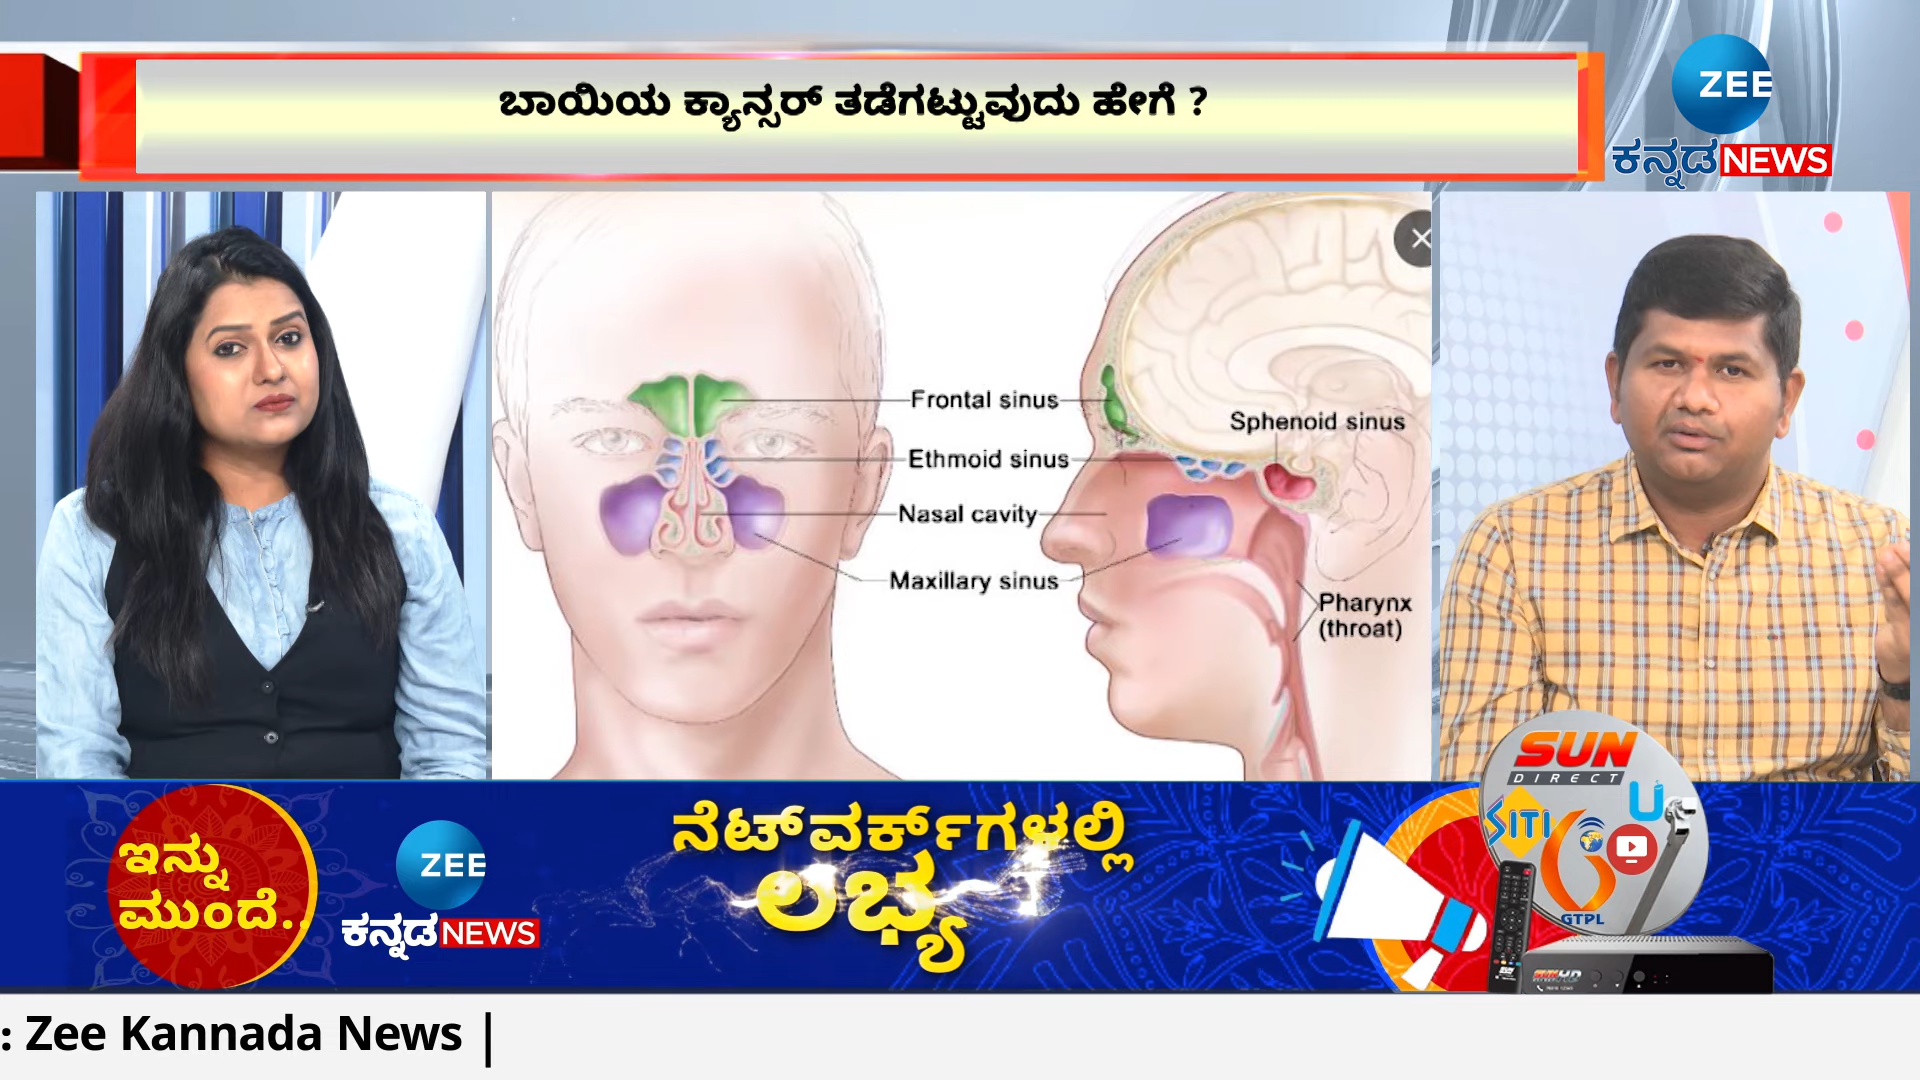 ಬಾಯಿಯ ಕ್ಯಾನ್ಸರ್ ತಡೆಗಟ್ಟುವುದು ಹೇಗೆ ?
ZEE
ಕನ್ನಡ NEWS
Frontal sinus
Sphenoid sinus
Ethmoid sinus
Nasal cavity
Maxillary sinus
Pharynx
(throat)
ಇನ್ನು
ಮುಂದೆ..
ZEE
ಕನ್ನಡ NEWS
ನೆಟ್‌ವರ್ಕ್‌ಗಳಲ್ಲಿ
ಲಭ್ಯ
SUN
DIRECT
SITI
U
GTPL
: Zee Kannada News |